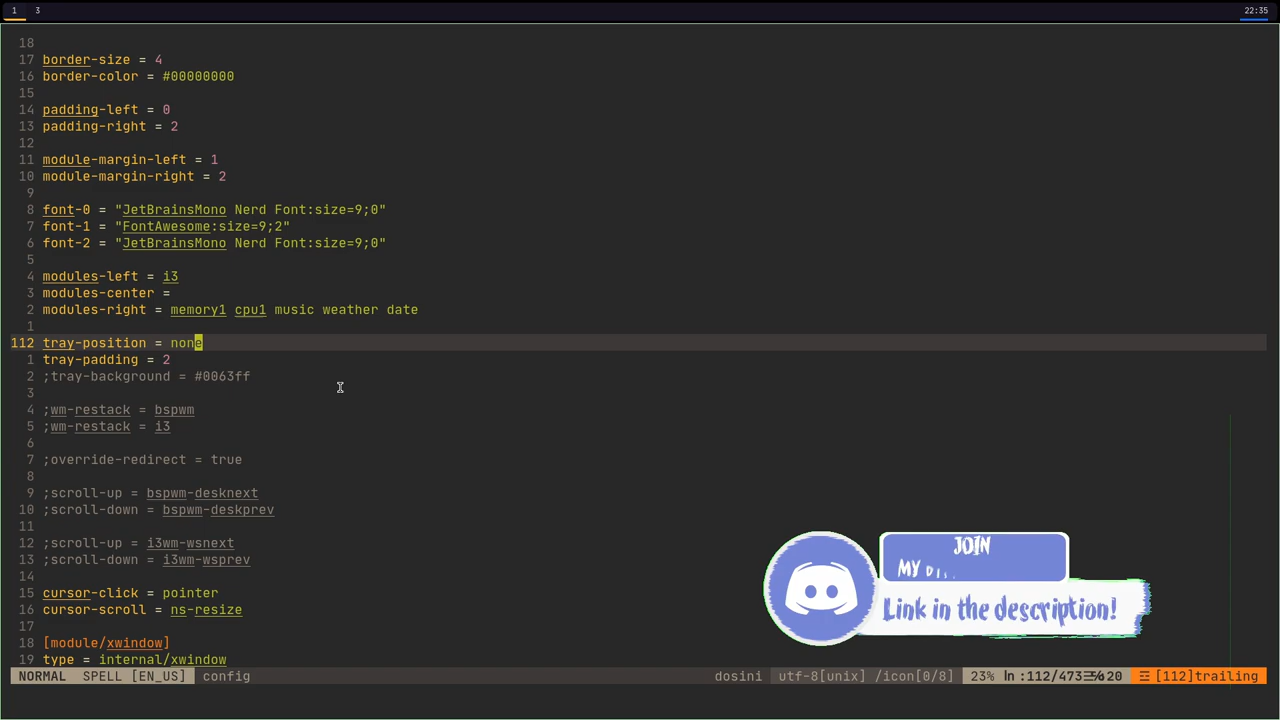 1 3 22:35
18
17 border-size = 4
16 border-color = #00000000
15
14 padding-left = 0
13 padding-right = 2
12
11 module-margin-left = 1
10 module-margin-right = 2
9
8 font-0 = "JetBrainsMono Nerd Font:size=9;0"
7 font-1 = "FontAwesome:size=9;2"
6 font-2 = "JetBrainsMono Nerd Font:size=9;0"
5
4 modules-left = i3
3 modules-center =
2 modules-right = memory1 cpu1 music weather date
1
112 tray-position = none
1 tray-padding = 2
2 ;tray-background = #0063ff
3
4 ;wm-restack = bspwm
5 ;wm-restack = i3
6
7 ;override-redirect = true
8
9 ;scroll-up = bspwm-desknext
10 ;scroll-down = bspwm-deskprev
11
12 ;scroll-up = i3wm-wsnext
13 ;scroll-down = i3wm-wsprev
14
15 cursor-click = pointer
16 cursor-scroll = ns-resize
17
18 [module/xwindow]
19 type = internal/xwindow
JOIN
MY
Link in the description!
NORMAL SPELL [EN_US] config dosini utf-8[unix] /icon[0/8] 23% ln :112/473 20 [112]trailing